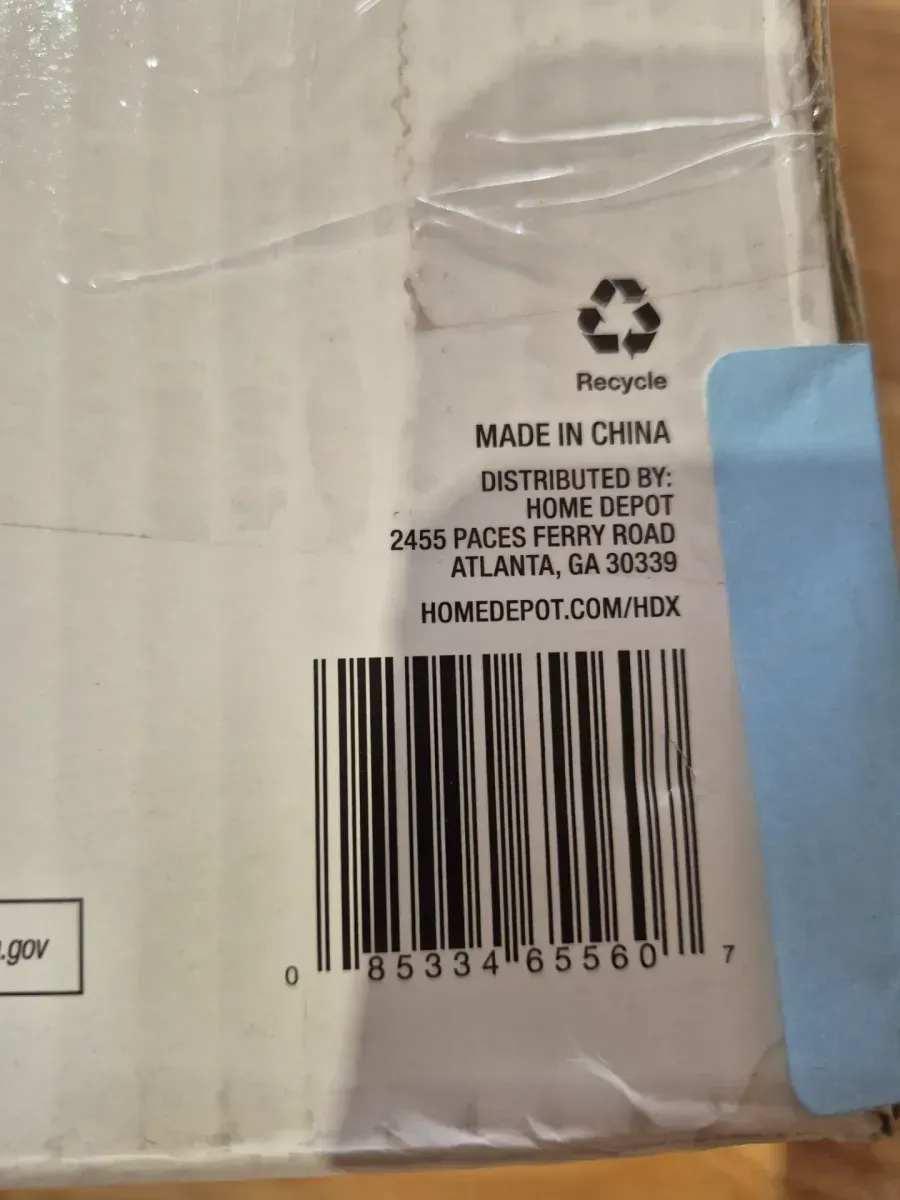 Recycle
MADE IN CHINA
DISTRIBUTED BY:
HOME DEPOT
2455 PACES FERRY ROAD
ATLANTA, GA 30339
HOMEDEPOT.COM/HDX
.gov
0 85334 65560 7